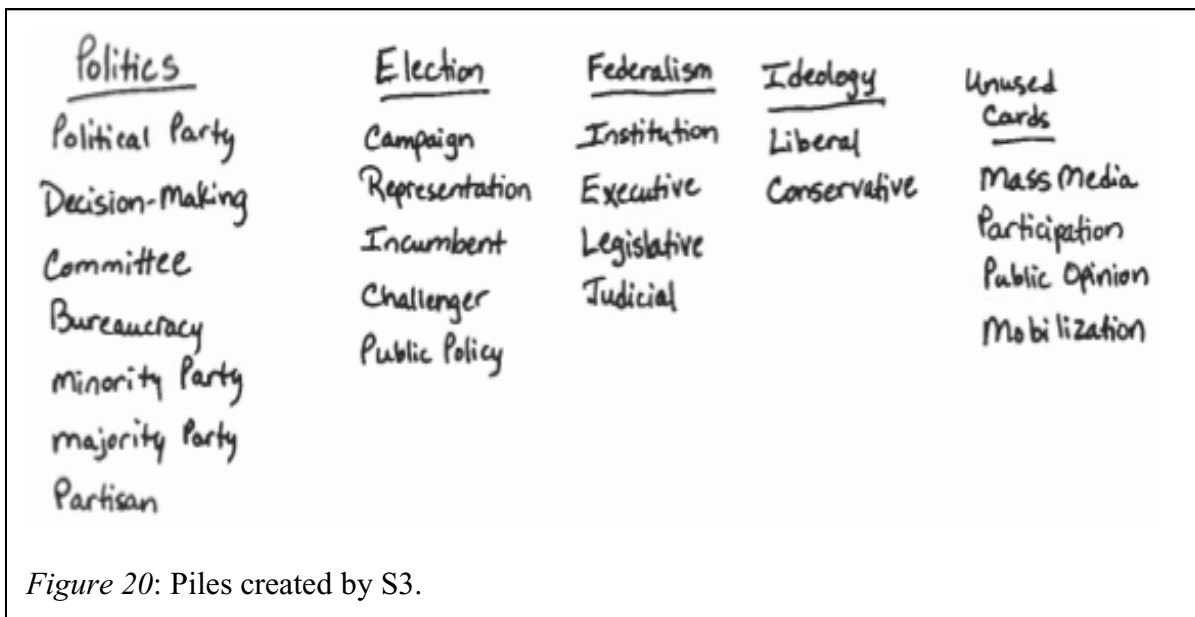 Politics
Political Party
Decision-Making
Committee
Bureaucracy
minority Party
majority Party
Partisan
Election
Campaign
Representation
Incumbent
Challenger
Public Policy
Federalism
Institution
Executive
Legislative
Judicial
Ideology
Liberal
Conservative
Unused
Cards
Mass Media
Participation
Public Opinion
Mobilization
Figure 20: Piles created by S3.